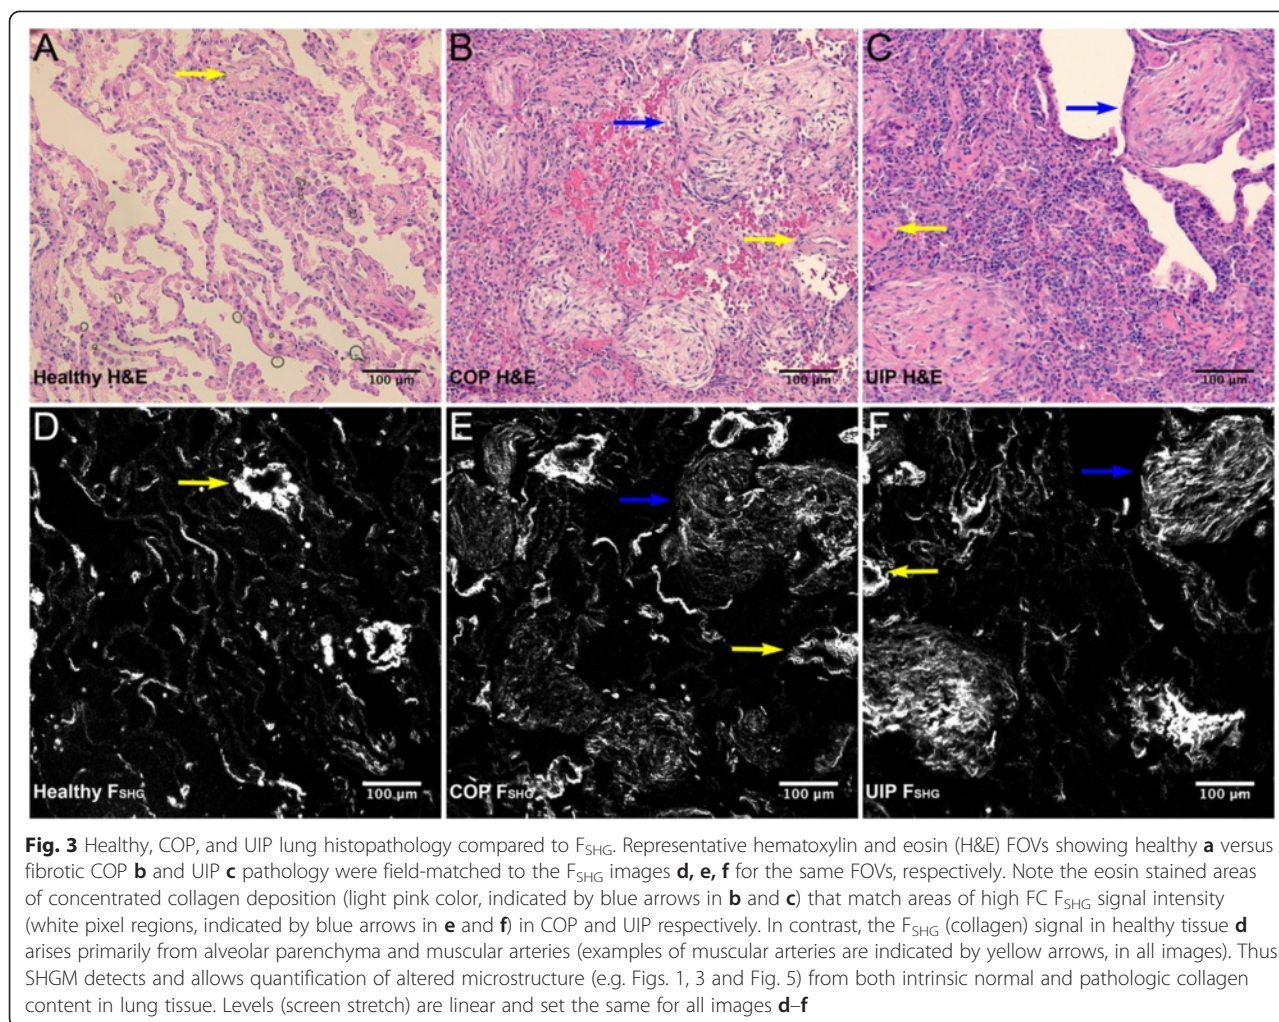 A
B
C
Healthy H&E
100 µm
COP H&E
100 µm
UIP H&E
100 µm
D
E
F
Healthy FSHG
100 µm
COP FSHG
100 µm
UIP FSHG
100 µm
Fig. 3 Healthy, COP, and UIP lung histopathology compared to FSHG. Representative hematoxylin and eosin (H&E) FOVs showing healthy a versus
fibrotic COP b and UIP c pathology were field-matched to the FSHG images d, e, f for the same FOVs, respectively. Note the eosin stained areas
of concentrated collagen deposition (light pink color, indicated by blue arrows in b and c) that match areas of high FC FSHG signal intensity
(white pixel regions, indicated by blue arrows in e and f) in COP and UIP respectively. In contrast, the FSHG (collagen) signal in healthy tissue d
arises primarily from alveolar parenchyma and muscular arteries (examples of muscular arteries are indicated by yellow arrows, in all images). Thus
SHGM detects and allows quantification of altered microstructure (e.g. Figs. 1, 3 and Fig. 5) from both intrinsic normal and pathologic collagen
content in lung tissue. Levels (screen stretch) are linear and set the same for all images d–f